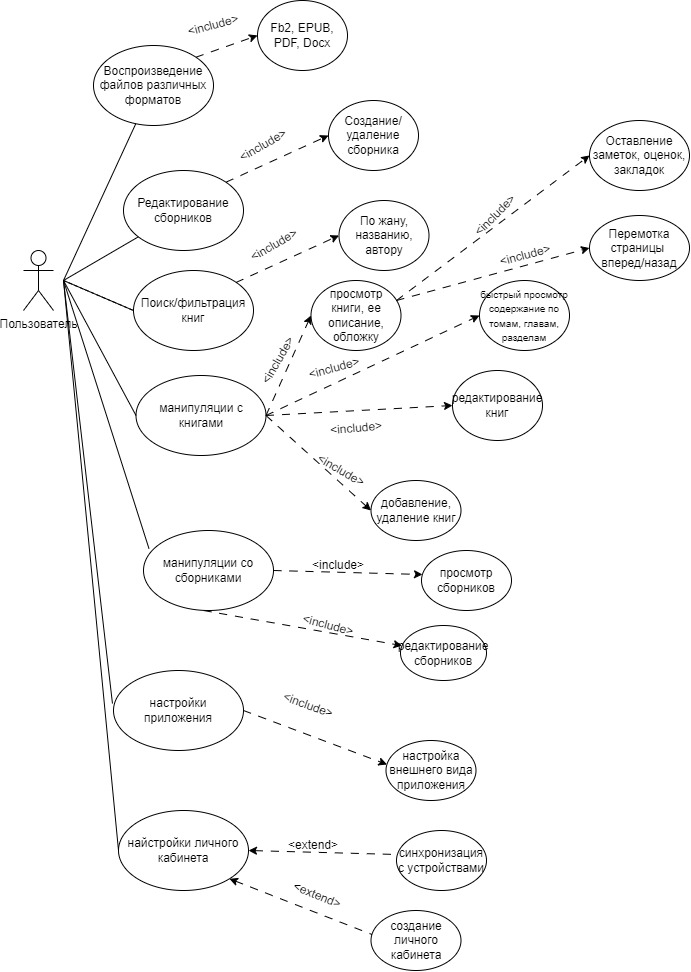 <include>
Fb2, EPUB,
PDF, Docx
Воспроизведение
файлов различных
форматов
<include>
Создание/
удаление
сборника
Редактирование
сборников
<include>
По жану,
названию,
автору
Поиск/фильтрация
книг
Пользователь
<include>
Оставление
заметок, оценок,
закладок
<include>
Перемотка
страницы
вперед/назад
просмотр
книги, ее
описание,
обложку
<include>
быстрый просмотр
содержание по
томам, главам,
разделам
<include>
манипуляции с
книгами
редактирование
книг
<include>
<include>
добавление,
удаление книг
манипуляции со
сборниками
<include>
просмотр
сборников
<include>
редактирование
сборников
настройки
приложения
<include>
настройка
внешнего вида
приложения
найстройки личного
кабинета
<extend>
синхронизация
с устройствами
<extend>
создание
личного
кабинета